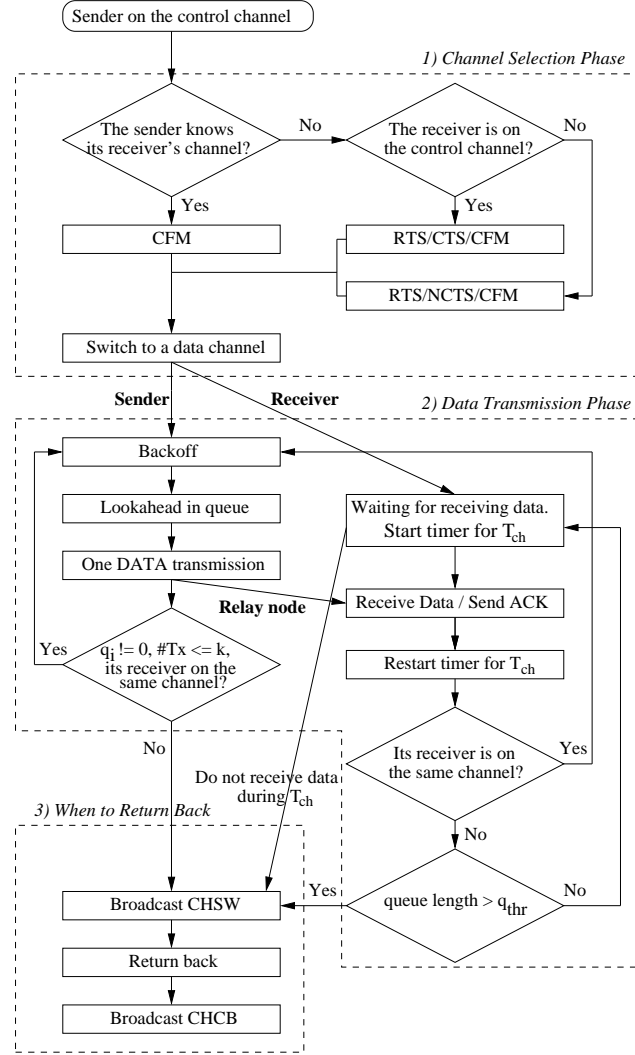 Sender on the control channel
1) Channel Selection Phase
The sender knows
its receiver's channel?
No
The receiver is on
the control channel?
No
Yes
Yes
CFM
RTS/CTS/CFM
RTS/NCTS/CFM
Switch to a data channel
Sender
Receiver
2) Data Transmission Phase
Backoff
Lookahead in queue
Waiting for receiving data.
Start timer for Tch
One DATA transmission
Relay node
Receive Data / Send ACK
Yes
qi != 0, #Tx <= k,
its receiver on the
same channel?
Restart timer for Tch
No
Its receiver is on
the same channel?
Yes
Do not receive data
during Tch
3) When to Return Back
No
Broadcast CHSW
Yes
queue length > qthr
No
Return back
Broadcast CHCB